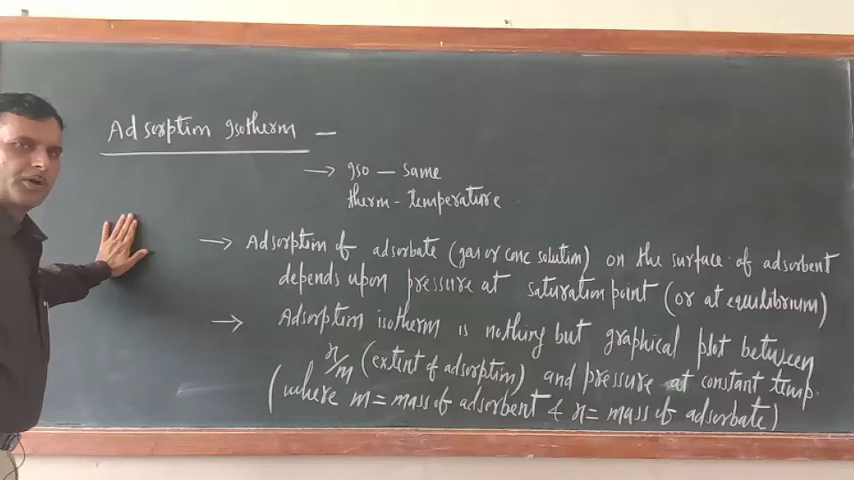 Adsorption Isotherm —
→ Iso — same
therm - temperature
→ Adsorption of adsorbate (gas or conc solution) on the surface of adsorbent
depends upon pressure at saturation point (or at equilibrium)
→ Adsorption isotherm is nothing but graphical plot between
x/m (extent of adsorption) and pressure at constant temp.
(where m = mass of adsorbent & x = mass of adsorbate)